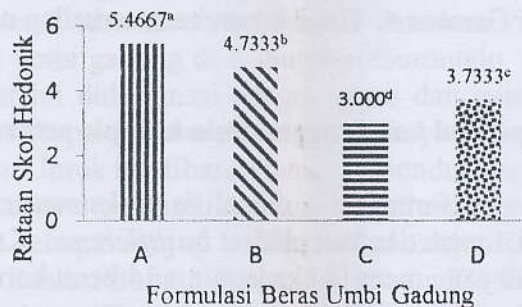 6
5.4667ᵃ
4.7333ᵇ
4
3.7333ᶜ
3.000ᵈ
2
0
Rataan Skor Hedonik
A B C D
Formulasi Beras Umbi Gadung